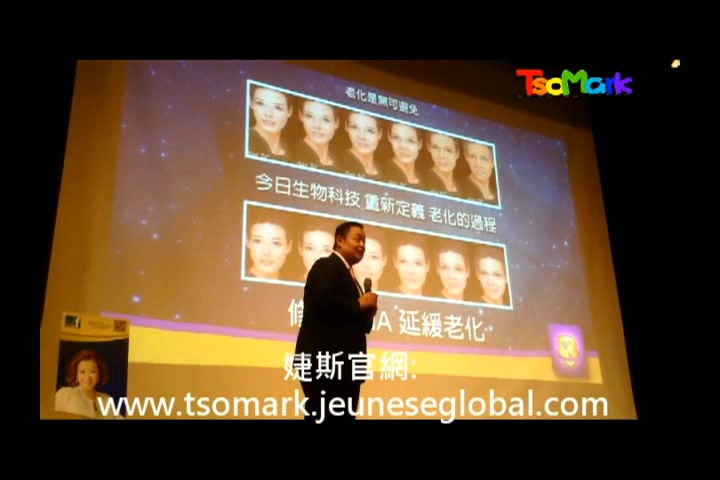 TsoMark
老化是無可避免
今日生物科技 重新定義 老化的過程
延緩老化
婕斯官網:
www.tsomark.jeuneseglobal.com